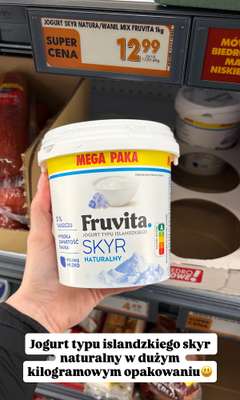 JOGURT SKYR NATURA/WANIL MIX FRUVITA 1kg
SUPER
CENA
12.99
MEGA PAKA
Fruvita.
JOGURT TYPU ISLANDZKIEGO
SKYR
NATURALNY
0%
TŁUSZCZU
WYSOKA
ZAWARTOŚĆ
BIAŁKA
Jogurt typu islandzkiego skyr
naturalny w dużym
kilogramowym opakowaniu😃